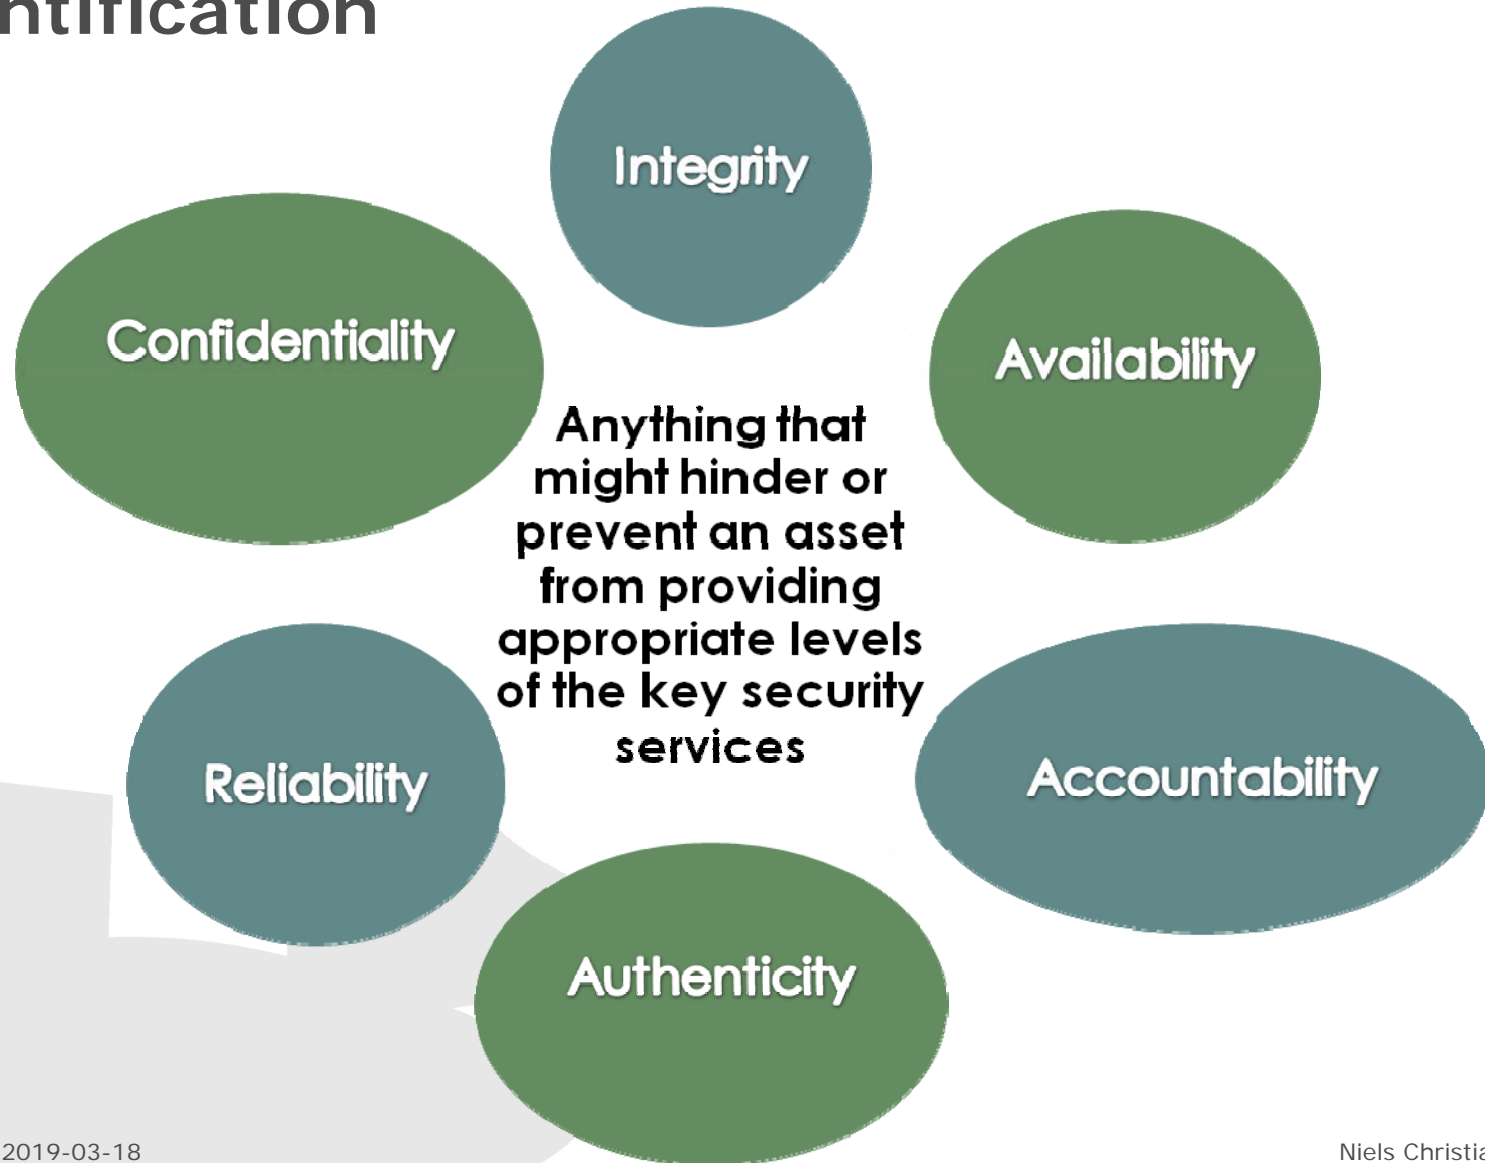 ntification
Integrity
Confidentiality
Availability
Anything that
might hinder or
prevent an asset
from providing
appropriate levels
of the key security
services
Reliability
Accountability
Authenticity
2019-03-18
Niels Christia